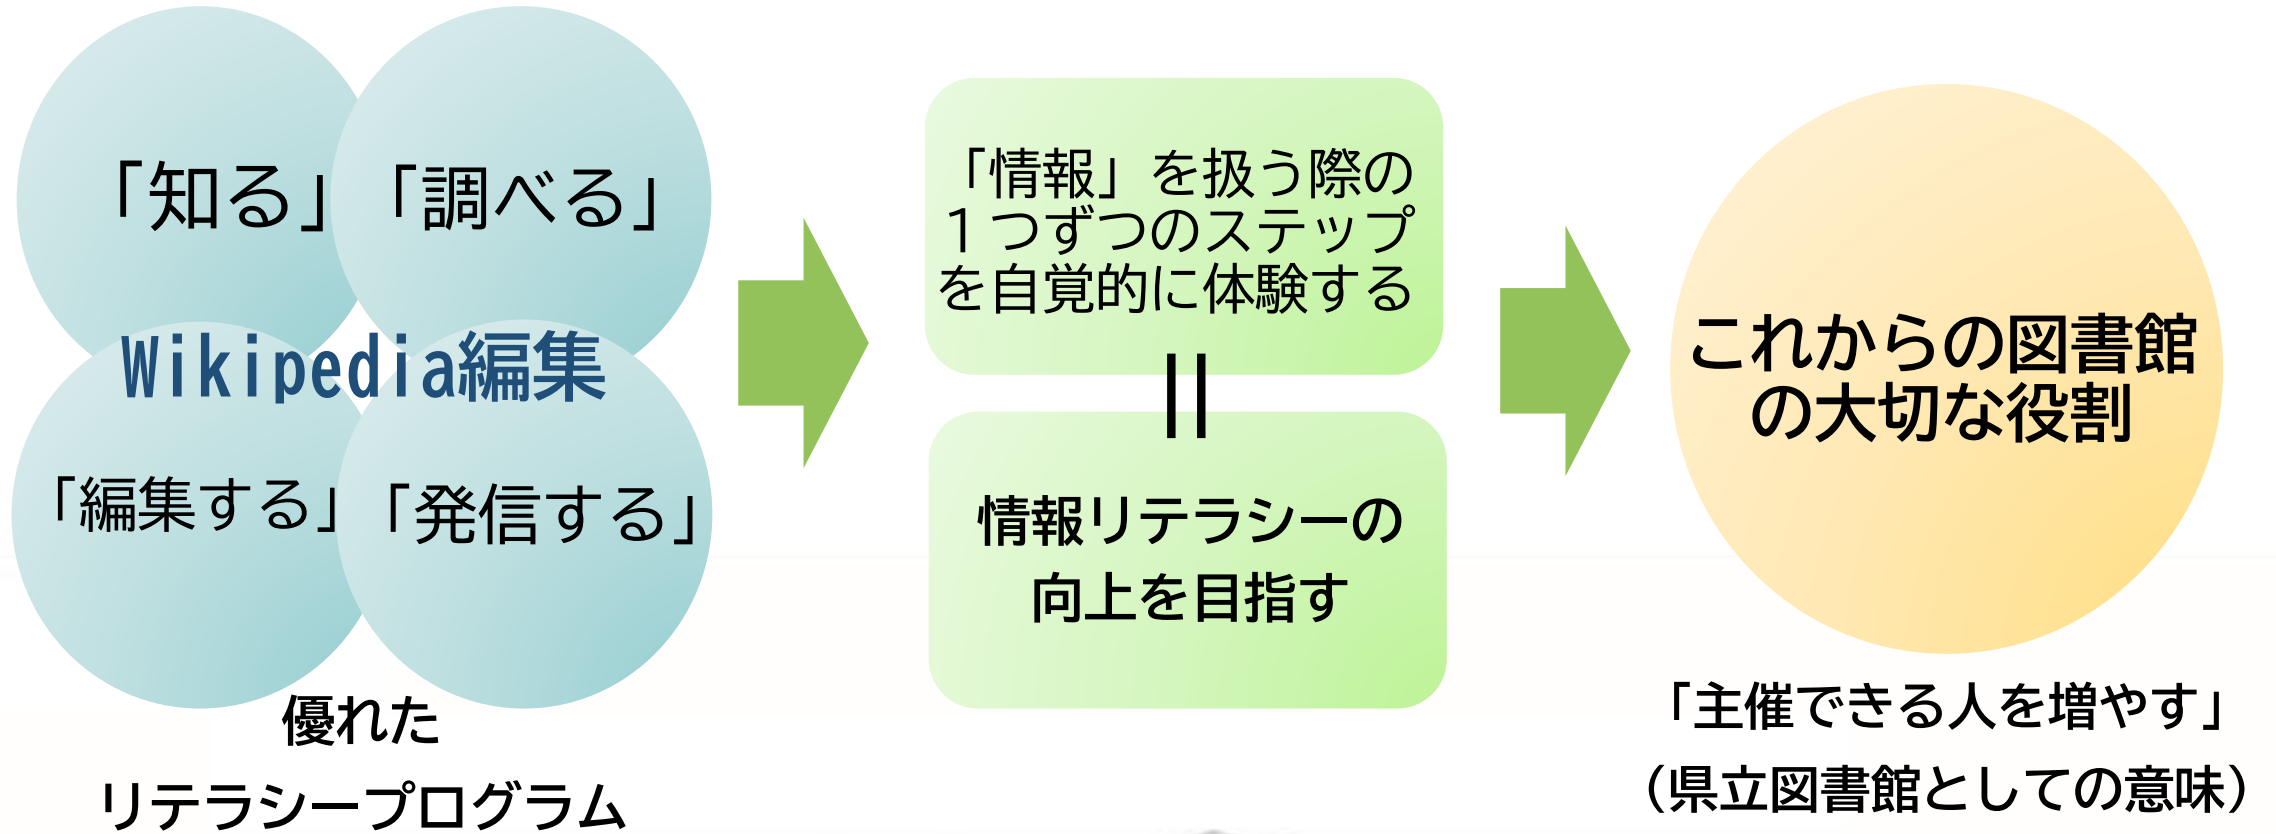 「知る」
「調べる」
Wikipedia編集
「編集する」
「発信する」
優れた
リテラシープログラム
「情報」を扱う際の
１つずつのステップ
を自覚的に体験する
||
情報リテラシーの
向上を目指す
これからの図書館
の大切な役割
「主催できる人を増やす」
（県立図書館としての意味）